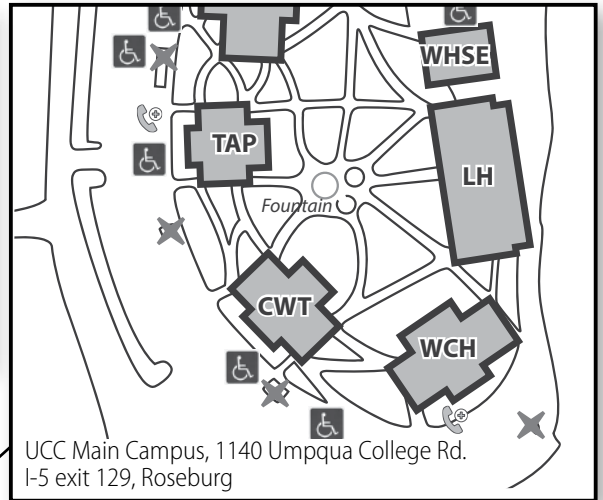 WHSE
TAP
LH
Fountain
CWT
WCH
UCC Main Campus, 1140 Umpqua College Rd.
I-5 exit 129, Roseburg